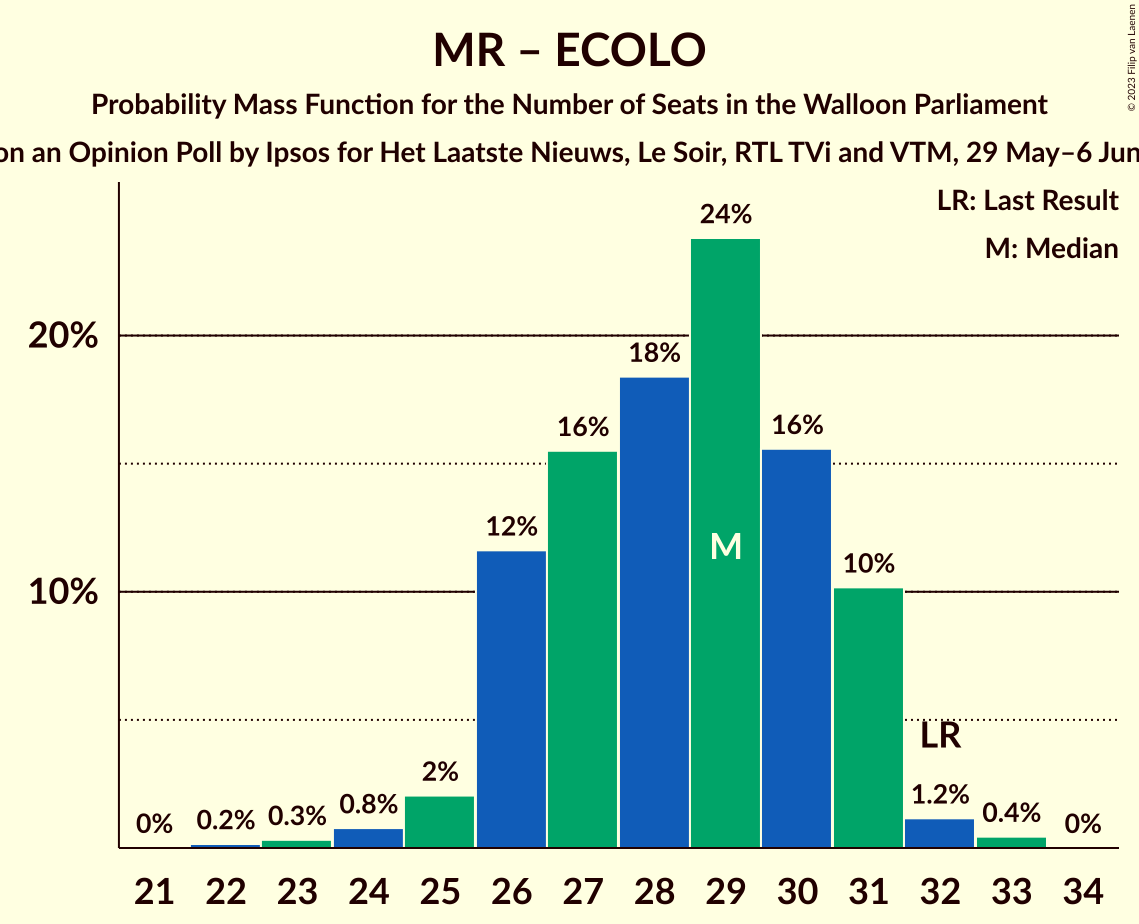 MR – ECOLO
Probability Mass Function for the Number of Seats in the Walloon Parliament
on an Opinion Poll by Ipsos for Het Laatste Nieuws, Le Soir, RTL TVi and VTM, 29 May–6 Jun
© 2023 Filip van Laenen
LR: Last Result
M: Median
24%
20%
18%
16%
16%
12%
M
10%
10%
LR
2%
1.2%
0.8%
0.4%
0.3%
0.2%
0%
0%
21 22 23 24 25 26 27 28 29 30 31 32 33 34